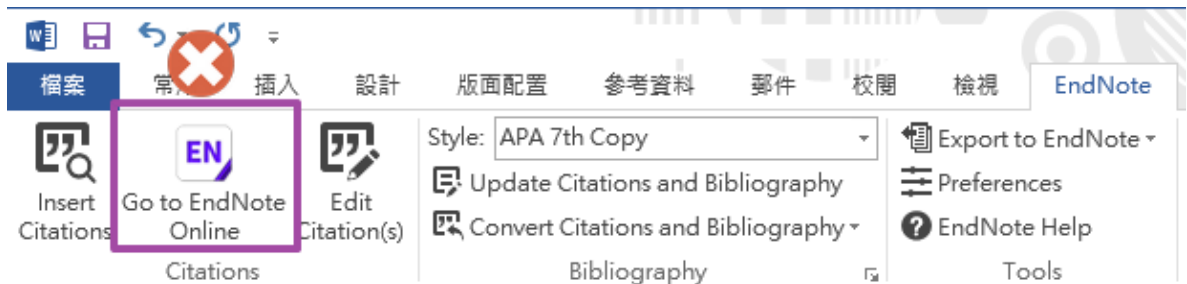 檔案 插入 設計 版面配置 參考資料 郵件 校閱 檢視 EndNote
EN
Insert Citations
Go to EndNote Online
Edit Citation(s)
Style: APA 7th Copy
Update Citations and Bibliography
Convert Citations and Bibliography
Export to EndNote
Preferences
EndNote Help
Citations
Bibliography
Tools